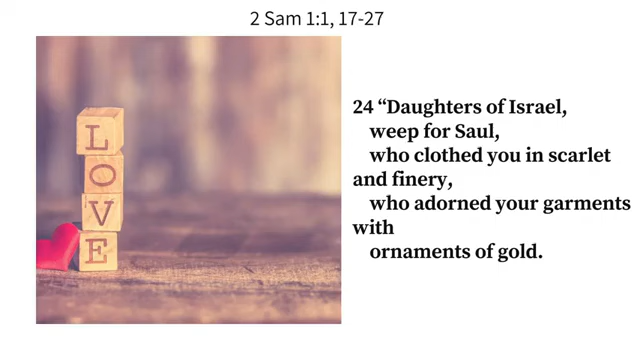 2 Sam 1:1, 17-27
L
O
V
E
24 “Daughters of Israel,
weep for Saul,
who clothed you in scarlet
and finery,
who adorned your garments
with
ornaments of gold.